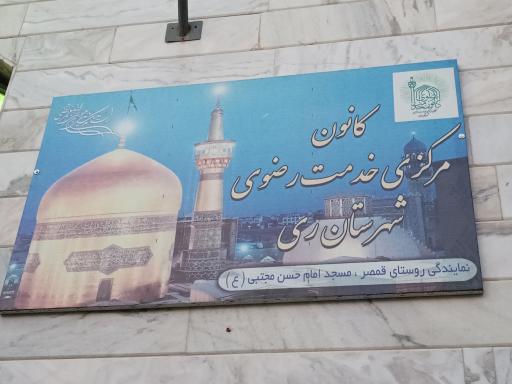 کانون
مرکزی خدمت رضوی
شهرستان ری
نمایندگی روستای قمصر ، مسجد امام حسن مجتبی (ع)